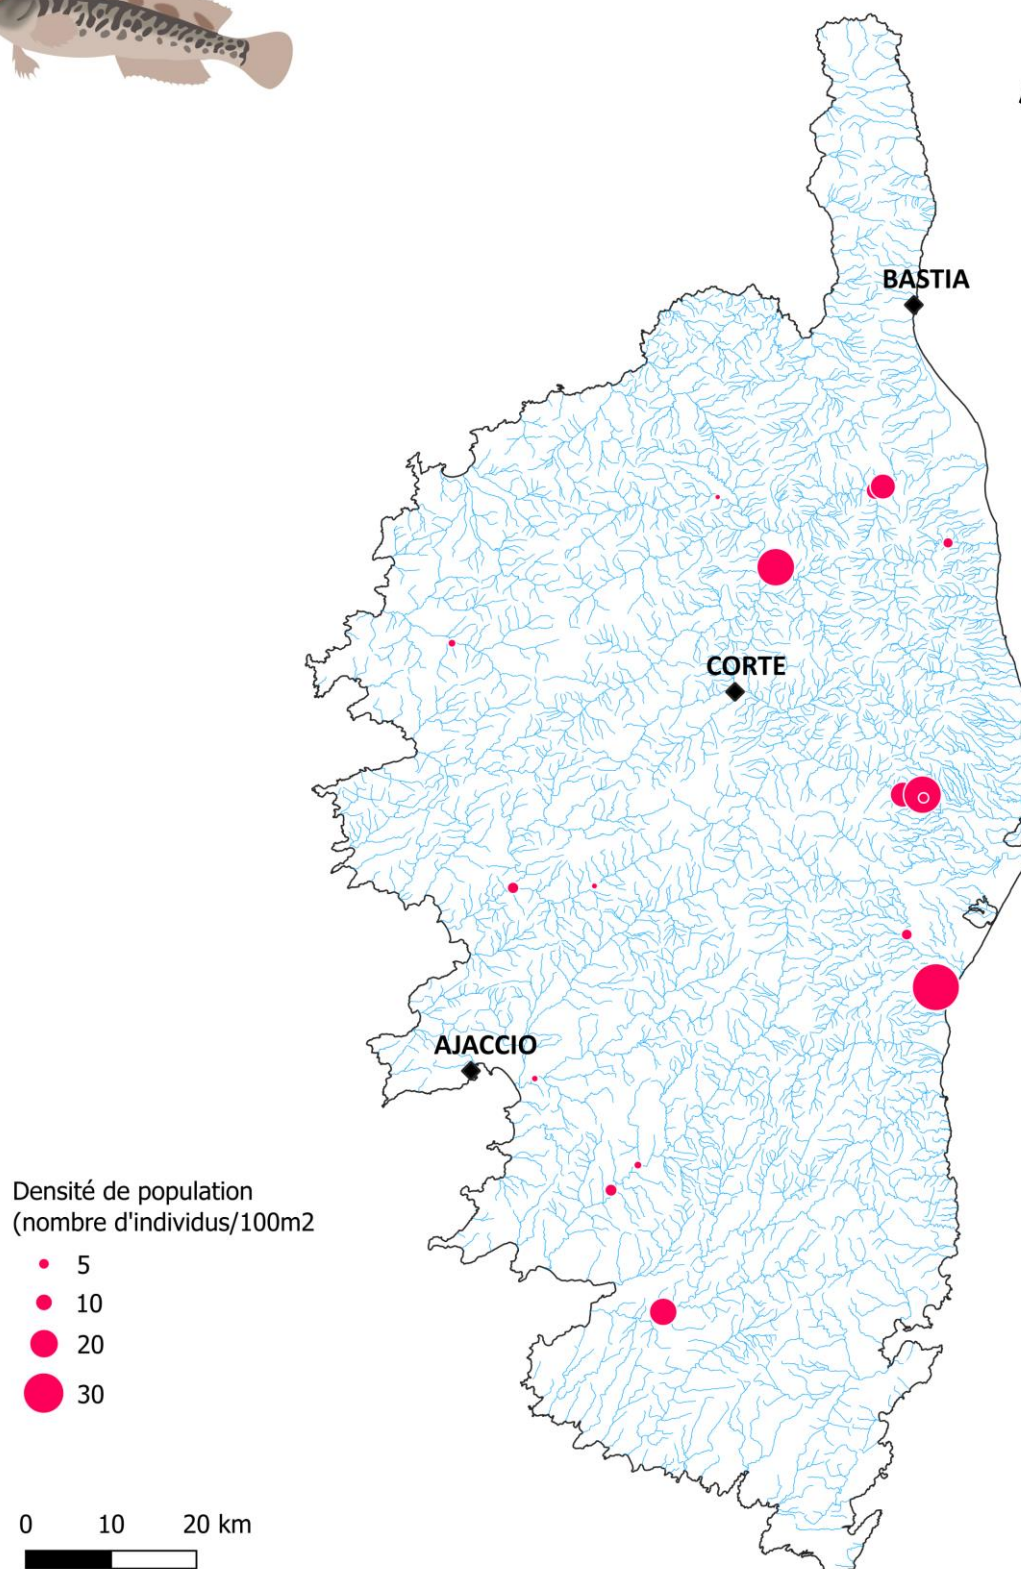 BASTIA
CORTE
AJACCIO
Densité de population
(nombre d'individus/100m2
5
10
20
30
0 10 20 km